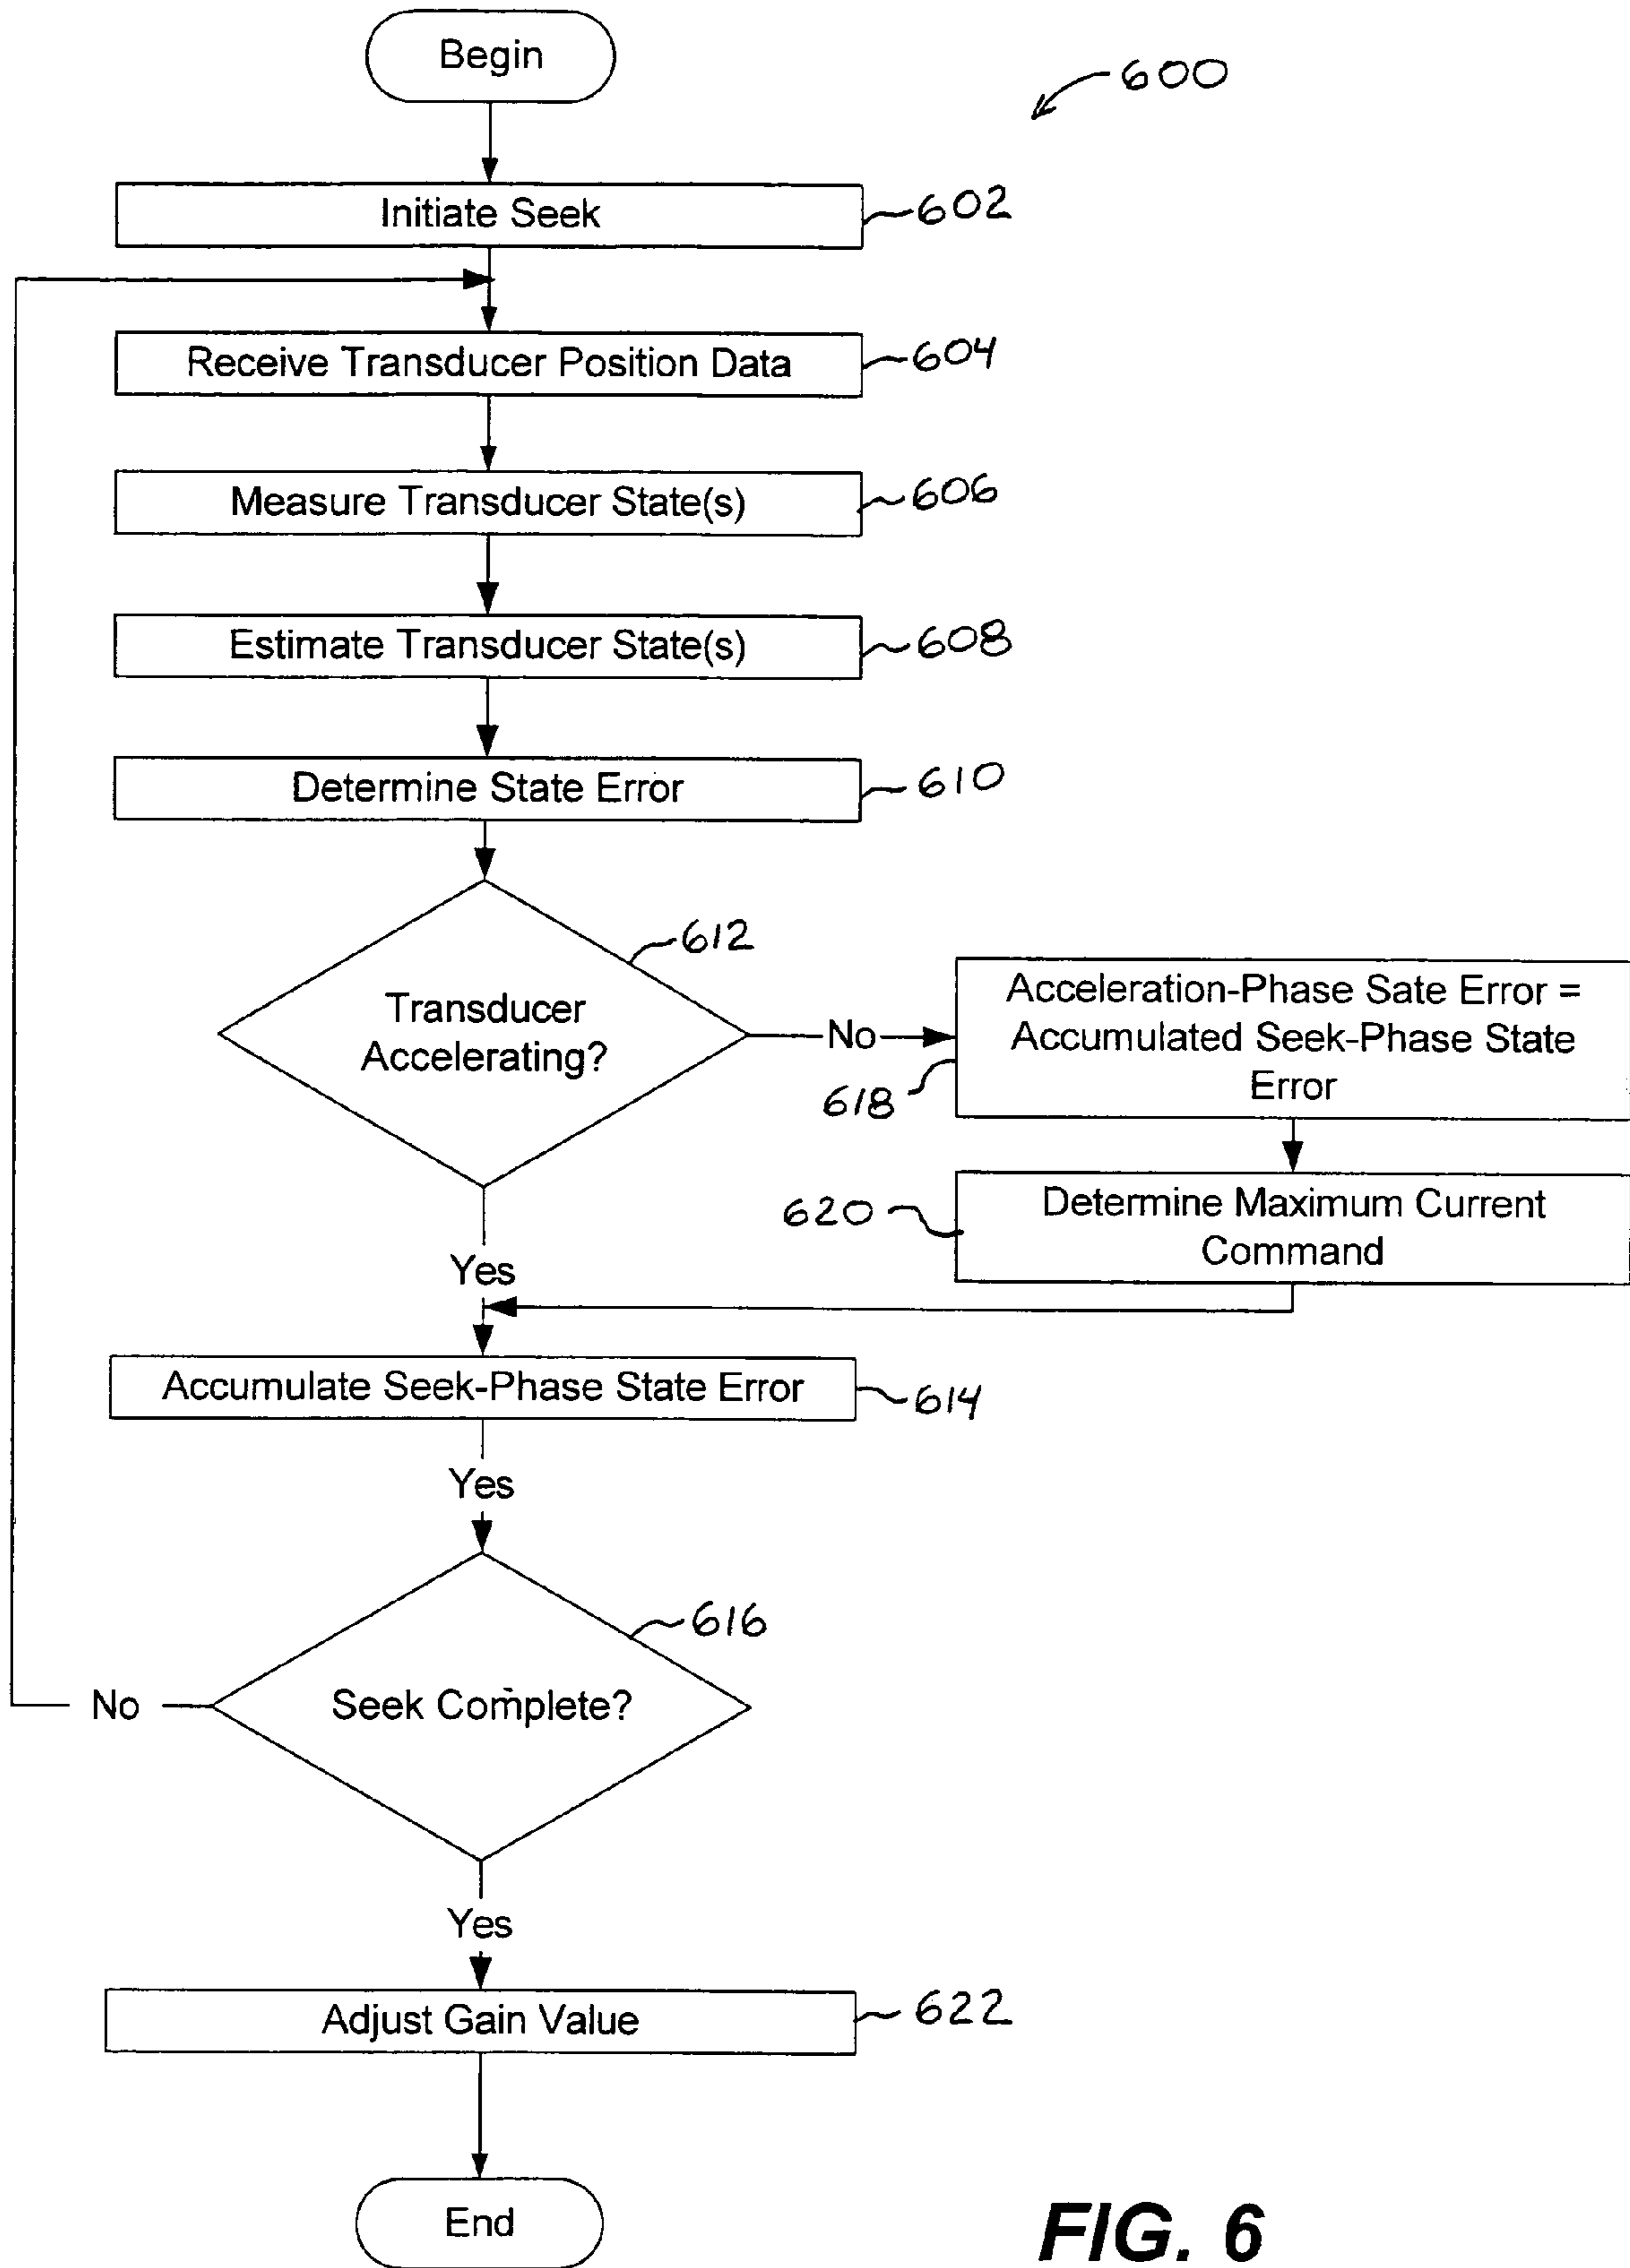 Begin
600
Initiate Seek
602
Receive Transducer Position Data
604
Measure Transducer State(s)
606
Estimate Transducer State(s)
608
Determine State Error
610
612
Transducer
Accelerating?
No
Acceleration-Phase Sate Error =
Accumulated Seek-Phase State
Error
618
620
Determine Maximum Current
Command
Yes
Accumulate Seek-Phase State Error
614
Yes
616
Seek Complete?
No
Yes
Adjust Gain Value
622
End
FIG. 6